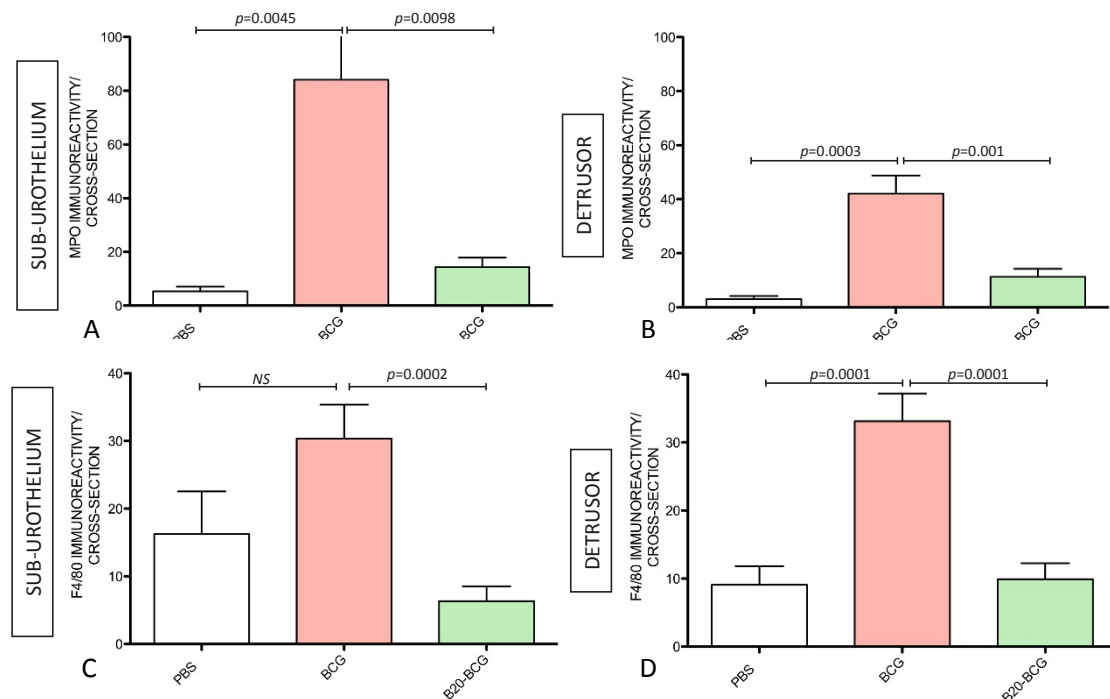 p=0.0045 p=0.0098
100
80
60
40
20
0
SUB-UROTHELIUM
MPO IMMUNOREACTIVITY/
CROSS-SECTION
BCG
BCG
A
100
80
60
40
20
0
DETRUSOR
MPO IMMUNOREACTIVITY/
CROSS-SECTION
p=0.0003 p=0.001
PBS
BCG
BCG
B
NS p=0.0002
40
30
20
10
0
SUB-UROTHELIUM
F4/80 IMMUNOREACTIVITY/
CROSS-SECTION
PBS
BCG
B20-BCG
C
p=0.0001 p=0.0001
40
30
20
10
0
DETRUSOR
F4/80 IMMUNOREACTIVITY/
CROSS-SECTION
PBS
BCG
B20-BCG
D